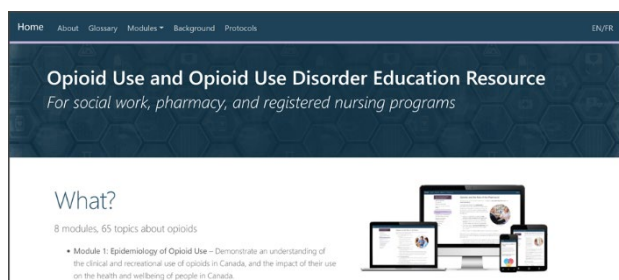 Home About Glossary Modules Background Protocols EN/FR
Opioid Use and Opioid Use Disorder Education Resource
For social work, pharmacy, and registered nursing programs
What?
8 modules, 65 topics about opioids
• Module 1: Epidemiology of Opioid Use – Demonstrate an understanding of
the clinical and recreational use of opioids in Canada, and the impact of their use
on the health and wellbeing of people in Canada.